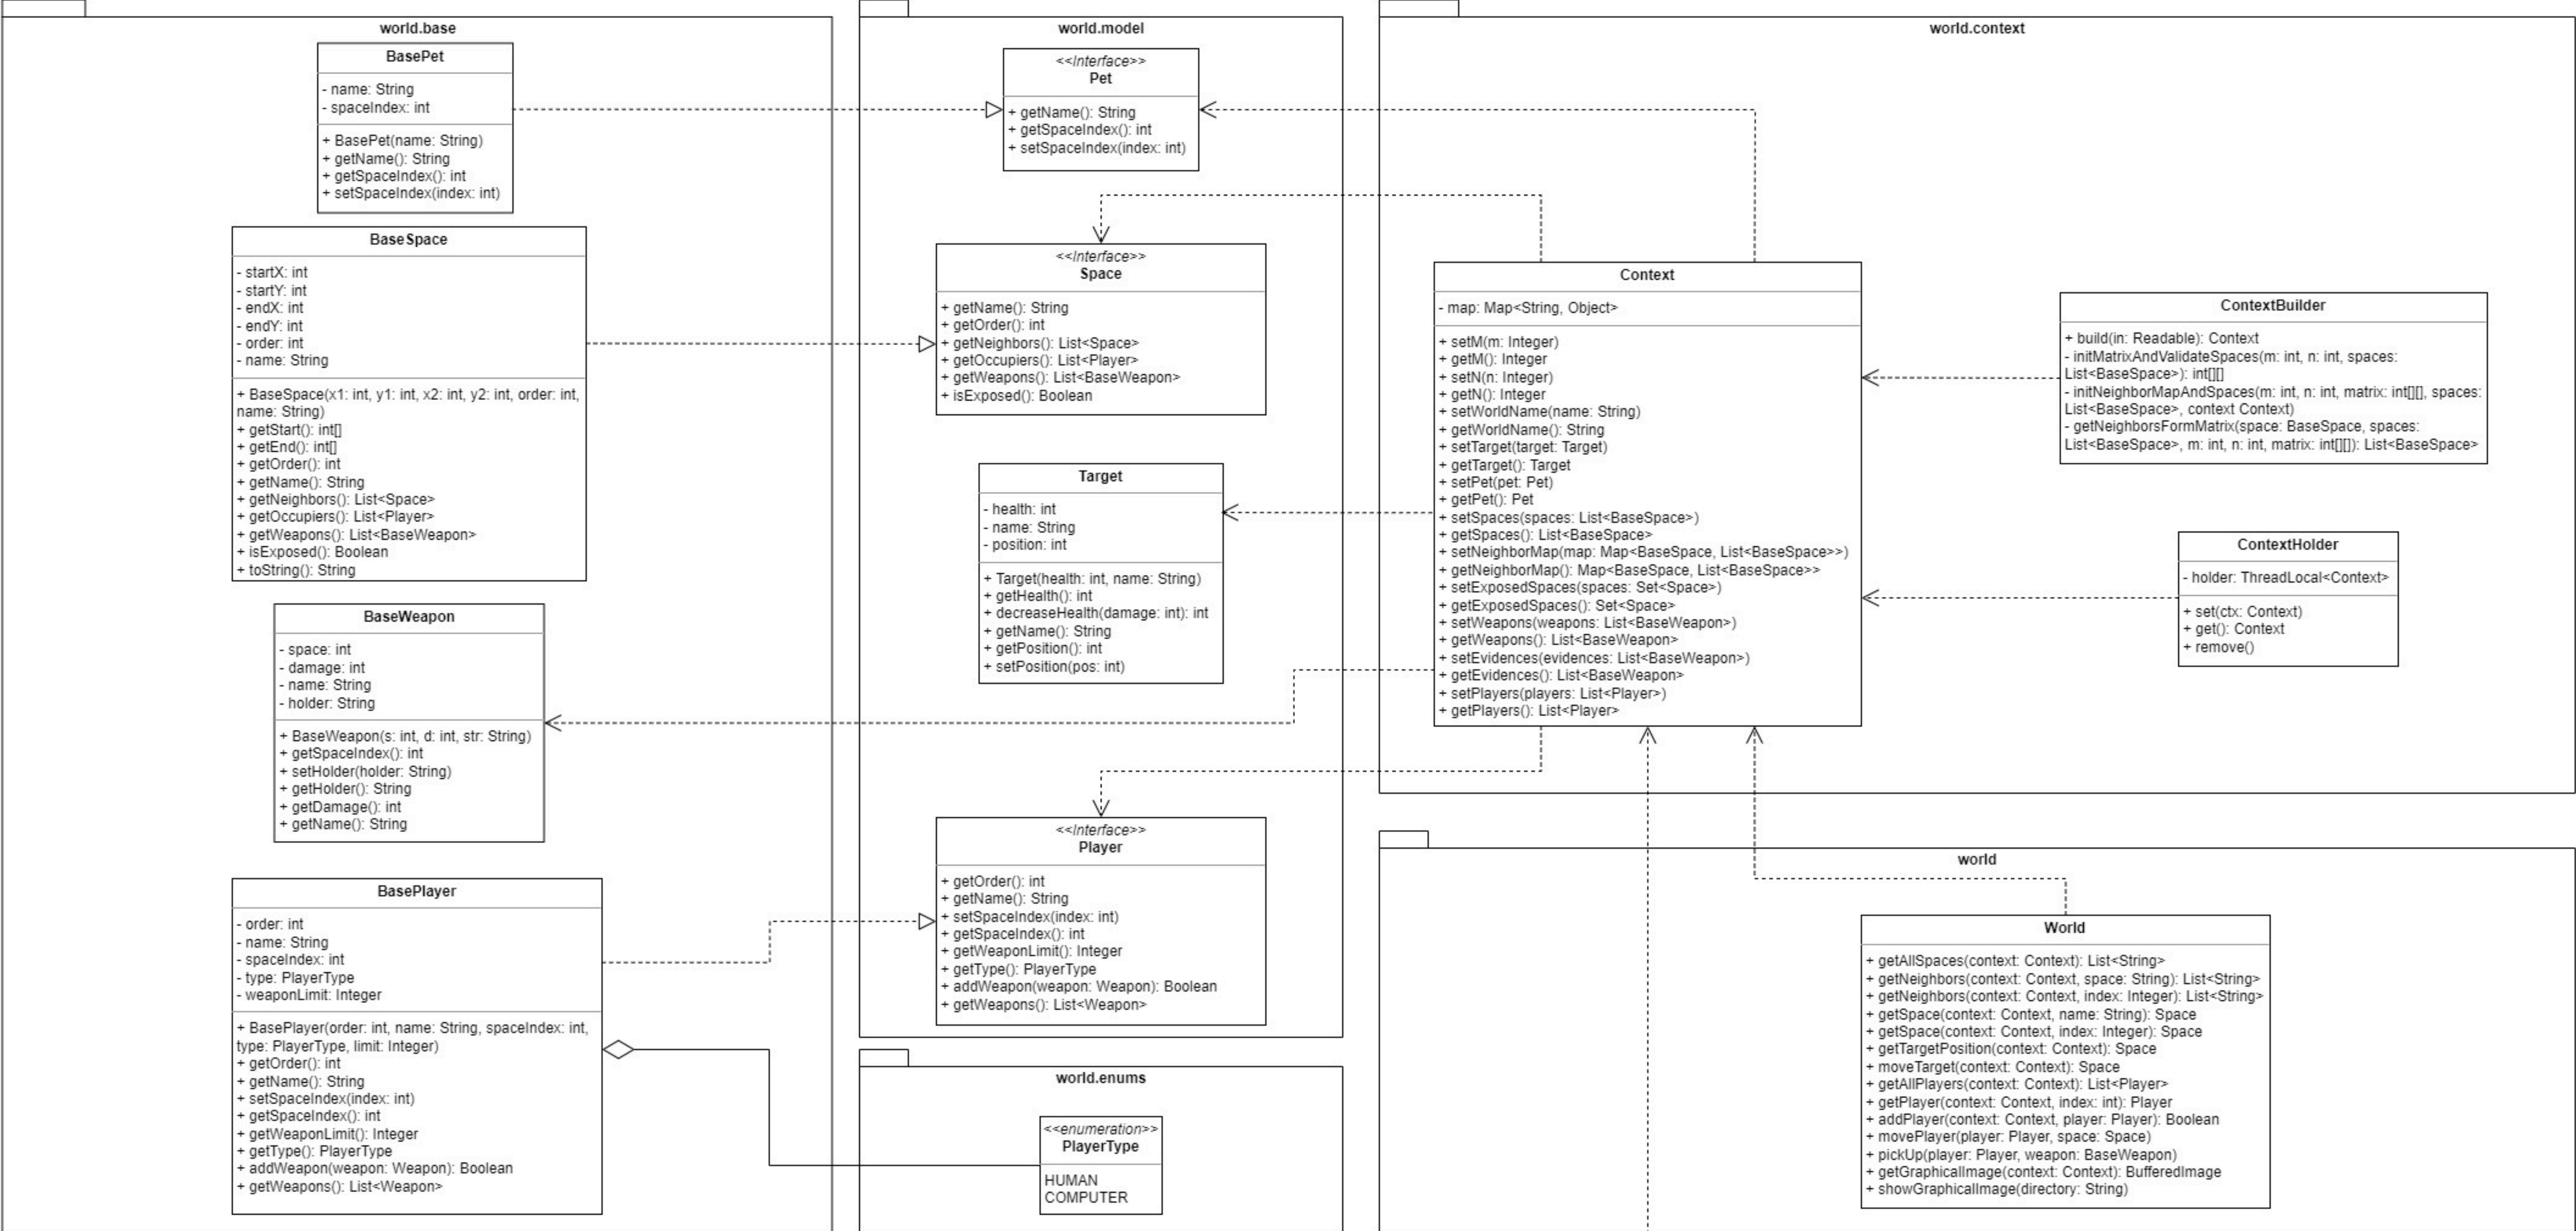 world.base
BasePet
- name: String
- spaceIndex: int
+ BasePet(name: String)
+ getName(): String
+ getSpaceIndex(): int
+ setSpaceIndex(index: int)
BaseSpace
- startX: int
- startY: int
- endX: int
- endY: int
- order: int
- name: String
+ BaseSpace(x1: int, y1: int, x2: int, y2: int, order: int,
name: String)
+ getStart(): int[]
+ getEnd(): int[]
+ getOrder(): int
+ getName(): String
+ getNeighbors(): List<Space>
+ getOccupiers(): List<Player>
+ getWeapons(): List<BaseWeapon>
+ isExposed(): Boolean
+ toString(): String
BaseWeapon
- space: int
- damage: int
- name: String
- holder: String
+ BaseWeapon(s: int, d: int, str: String)
+ getSpaceIndex(): int
+ setHolder(holder: String)
+ getHolder(): String
+ getDamage(): int
+ getName(): String
BasePlayer
- order: int
- name: String
- spaceIndex: int
- type: PlayerType
- weaponLimit: Integer
+ BasePlayer(order: int, name: String, spaceIndex: int,
type: PlayerType, limit: Integer)
+ getOrder(): int
+ getName(): String
+ setSpaceIndex(index: int)
+ getSpaceIndex(): int
+ getWeaponLimit(): Integer
+ getType(): PlayerType
+ addWeapon(weapon: Weapon): Boolean
+ getWeapons(): List<Weapon>
world.model
<<Interface>>
Pet
+ getName(): String
+ getSpaceIndex(): int
+ setSpaceIndex(index: int)
<<Interface>>
Space
+ getName(): String
+ getOrder(): int
+ getNeighbors(): List<Space>
+ getOccupiers(): List<Player>
+ getWeapons(): List<BaseWeapon>
+ isExposed(): Boolean
Target
- health: int
- name: String
- position: int
+ Target(health: int, name: String)
+ getHealth(): int
+ decreaseHealth(damage: int): int
+ getName(): String
+ getPosition(): int
+ setPosition(pos: int)
<<Interface>>
Player
+ getOrder(): int
+ getName(): String
+ setSpaceIndex(index: int)
+ getSpaceIndex(): int
+ getWeaponLimit(): Integer
+ getType(): PlayerType
+ addWeapon(weapon: Weapon): Boolean
+ getWeapons(): List<Weapon>
world.enums
<<enumeration>>
PlayerType
HUMAN
COMPUTER
world.context
Context
- map: Map<String, Object>
+ setM(m: Integer)
+ getM(): Integer
+ setN(n: Integer)
+ getN(): Integer
+ setWorldName(name: String)
+ getWorldName(): String
+ setTarget(target: Target)
+ getTarget(): Target
+ setPet(pet: Pet)
+ getPet(): Pet
+ setSpaces(spaces: List<BaseSpace>)
+ getSpaces(): List<BaseSpace>
+ setNeighborMap(map: Map<BaseSpace, List<BaseSpace>>)
+ getNeighborMap(): Map<BaseSpace, List<BaseSpace>>
+ setExposedSpaces(spaces: Set<Space>)
+ getExposedSpaces(): Set<Space>
+ setWeapons(weapons: List<BaseWeapon>)
+ getWeapons(): List<BaseWeapon>
+ setEvidences(evidences: List<BaseWeapon>)
+ getEvidences(): List<BaseWeapon>
+ setPlayers(players: List<Player>)
+ getPlayers(): List<Player>
ContextBuilder
+ build(in: Readable): Context
- initMatrixAndValidateSpaces(m: int, n: int, spaces:
List<BaseSpace>): int[][]
- initNeighborMapAndSpaces(m: int, n: int, matrix: int[][], spaces:
List<BaseSpace>, context Context)
- getNeighborsFormMatrix(space: BaseSpace, spaces:
List<BaseSpace>, m: int, n: int, matrix: int[][]): List<BaseSpace>
ContextHolder
- holder: ThreadLocal<Context>
+ set(ctx: Context)
+ get(): Context
+ remove()
world
World
+ getAllSpaces(context: Context): List<String>
+ getNeighbors(context: Context, space: String): List<String>
+ getNeighbors(context: Context, index: Integer): List<String>
+ getSpace(context: Context, name: String): Space
+ getSpace(context: Context, index: Integer): Space
+ getTargetPosition(context: Context): Space
+ moveTarget(context: Context): Space
+ getAllPlayers(context: Context): List<Player>
+ getPlayer(context: Context, index: int): Player
+ addPlayer(context: Context, player: Player): Boolean
+ movePlayer(player: Player, space: Space)
+ pickUp(player: Player, weapon: BaseWeapon)
+ getGraphicalImage(context: Context): BufferedImage
+ showGraphicalImage(directory: String)